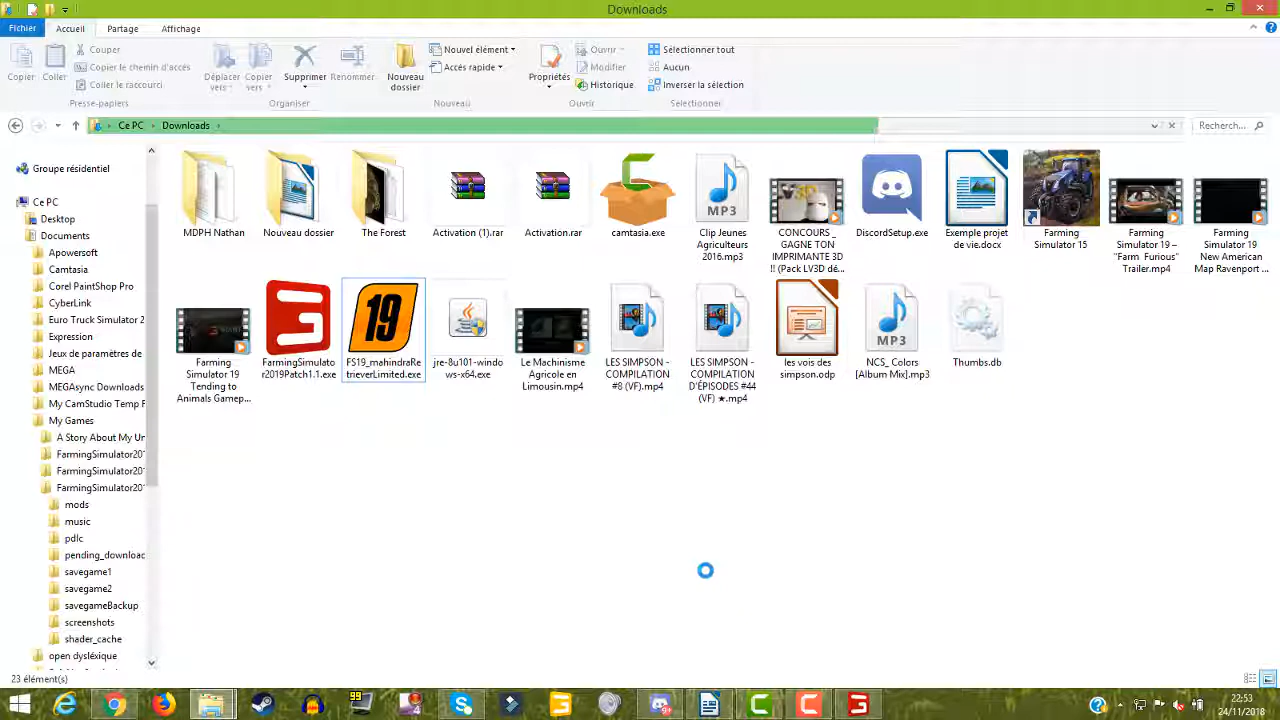 Downloads
Fichier
Accueil
Partage
Affichage
Copier
Coller
Couper
Copier le chemin d'accès
Coller le raccourci
Presse-papiers
Déplacer vers
Copier vers
Supprimer
Renommer
Organiser
Nouveau dossier
Nouvel élément
Accès rapide
Nouveau
Propriétés
Ouvrir
Modifier
Historique
Ouvrir
Sélectionner tout
Aucun
Inverser la sélection
Sélectionner
Ce PC
Downloads
Recherch...
Groupe résidentiel
Ce PC
Desktop
Documents
Apowersoft
Camtasia
Corel PaintShop Pro
CyberLink
Euro Truck Simulator 2
Expression
Jeux de paramètres de
MEGA
MEGAsync Downloads
My CamStudio Temp F
My Games
A Story About My Un
FarmingSimulator201
FarmingSimulator201
FarmingSimulator201
mods
music
pdlc
pending_downloac
savegame1
savegame2
savegameBackup
screenshots
shader_cache
open dysléxique
MDPH Nathan
Nouveau dossier
The Forest
Activation (1).rar
Activation.rar
camtasia.exe
MP3
Clip Jeunes
Agriculteurs
2016.mp3
CONCOURS _
GAGNE TON
IMPRIMANTE 3D
!! (Pack LV3D dé...
DiscordSetup.exe
Exemple projet
de vie.docx
Farming
Simulator 15
Farming
Simulator 19 –
"Farm Furious"
Trailer.mp4
Farming
Simulator 19
New American
Map Ravenport ...
Farming
Simulator 19
Tending to
Animals Gamep...
FarmingSimulato
r2019Patch1.1.exe
19
FS19_mahindraRe
trieverLimited.exe
jre-8u101-windo
ws-x64.exe
Le Machinisme
Agricole en
Limousin.mp4
LES SIMPSON -
COMPILATION
#8 (VF).mp4
LES SIMPSON -
COMPILATION
D'ÉPISODES #44
(VF) ★.mp4
les vois des
simpson.odp
MP3
NCS_ Colors
[Album Mix].mp3
Thumbs.db
23 élément(s)
99
4
9+
22:53
24/11/2018